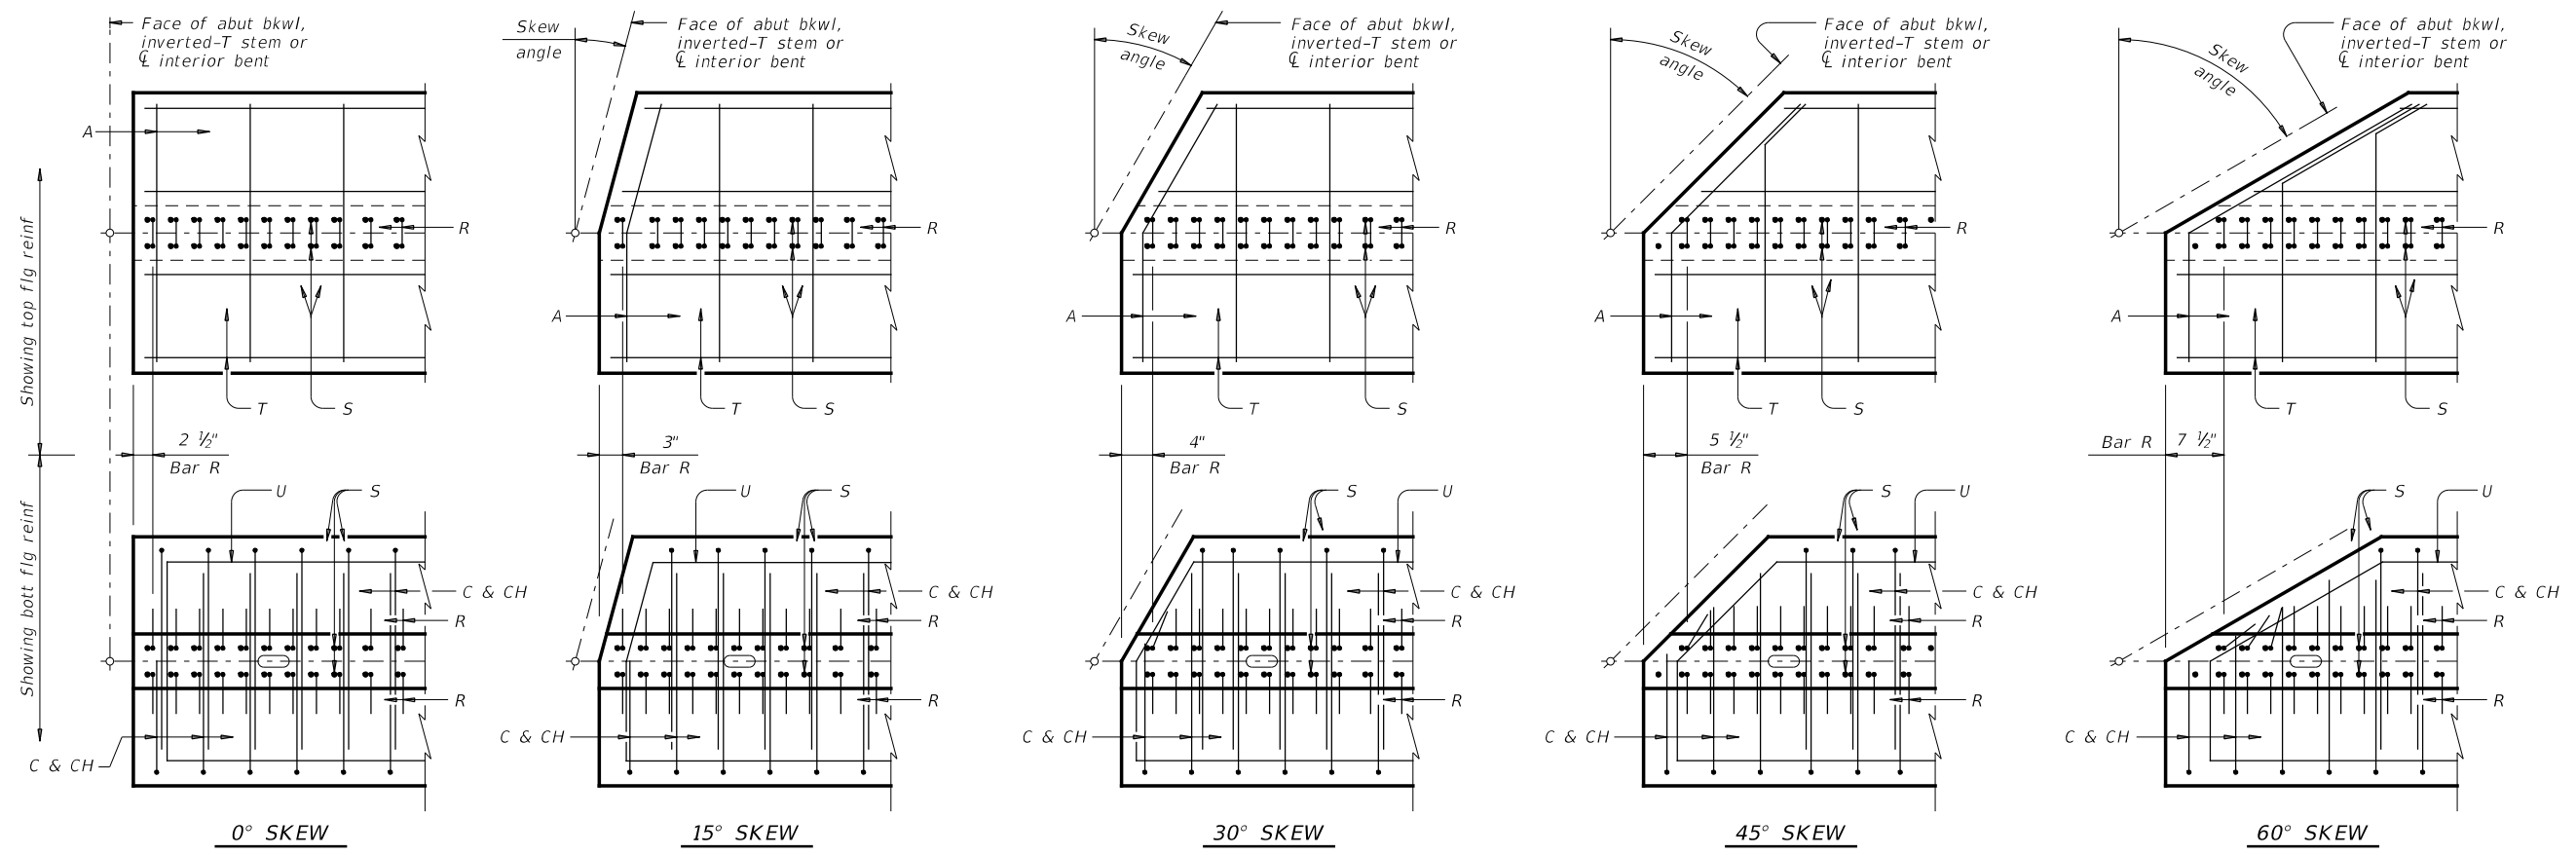 Face of abut bkwl,
inverted-T stem or
℄ interior bent
A
R
T
S
2 ½"
Bar R
U
S
C & CH
R
R
C & CH
0° SKEW
Showing top flg reinf
Showing bott flg reinf
Skew
angle
Face of abut bkwl,
inverted-T stem or
℄ interior bent
R
A
T
S
3"
Bar R
U
S
C & CH
R
R
C & CH
15° SKEW
Skew
angle
Face of abut bkwl,
inverted-T stem or
℄ interior bent
R
A
T
S
4"
Bar R
S
U
C & CH
R
R
C & CH
30° SKEW
Skew
angle
Face of abut bkwl,
inverted-T stem or
℄ interior bent
R
A
T
S
5 ½"
Bar R
S
U
C & CH
R
R
C & CH
45° SKEW
Skew
angle
Face of abut bkwl,
inverted-T stem or
℄ interior bent
R
A
T
S
Bar R 7 ½"
S
U
C & CH
R
R
C & CH
60° SKEW